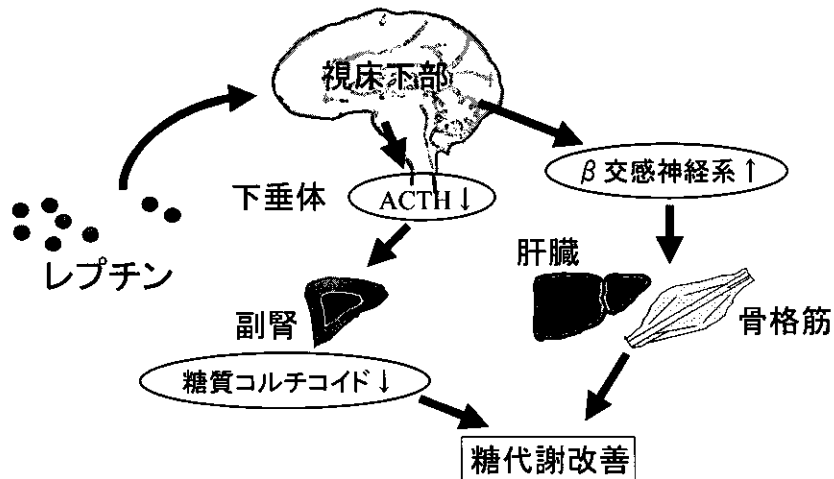 視床下部
β交感神経系↑
下垂体
ACTH↓
レプチン
肝臓
副腎
骨格筋
糖質コルチコイド↓
糖代謝改善